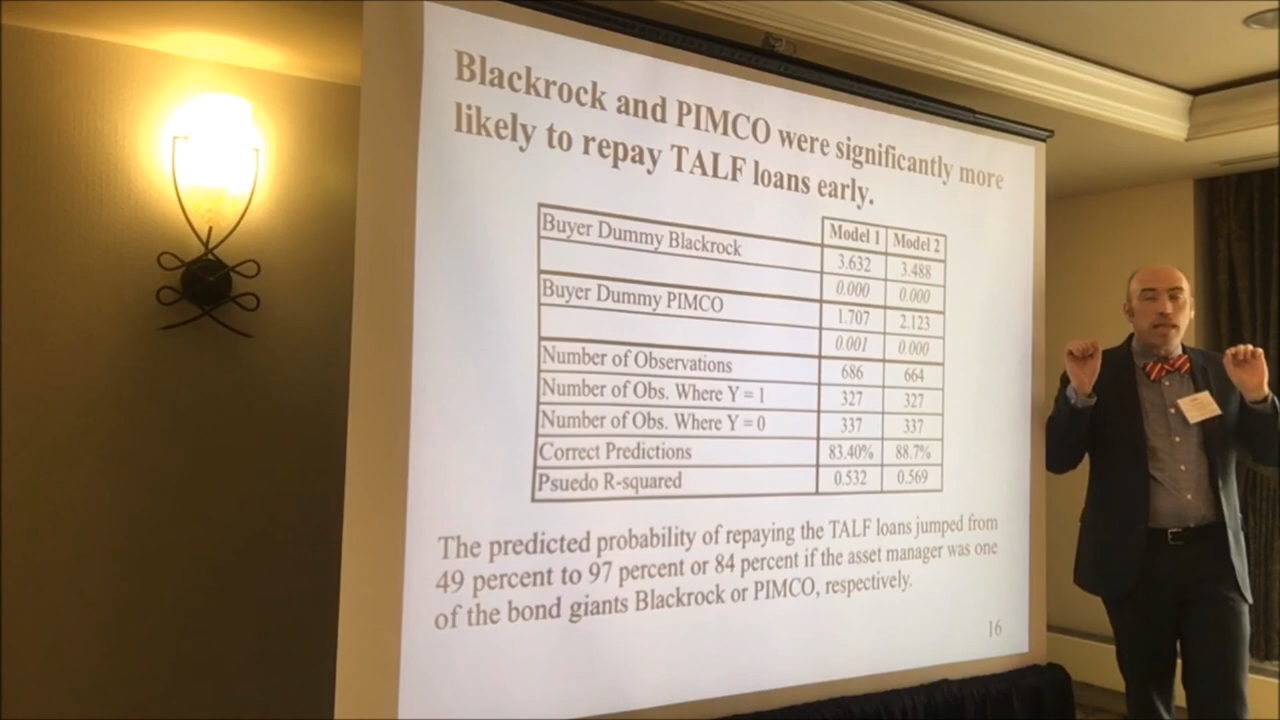 Blackrock and PIMCO were significantly more
likely to repay TALF loans early.
Model 1 Model 2
Buyer Dummy Blackrock 3.632 3.488
0.000 0.000
Buyer Dummy PIMCO 1.707 2.123
0.001 0.000
Number of Observations 686 664
Number of Obs. Where Y = 1 327 327
Number of Obs. Where Y = 0 337 337
Correct Predictions 83.40% 88.7%
Psuedo R-squared 0.532 0.569
The predicted probability of repaying the TALF loans jumped from
49 percent to 97 percent or 84 percent if the asset manager was one
of the bond giants Blackrock or PIMCO, respectively.
16